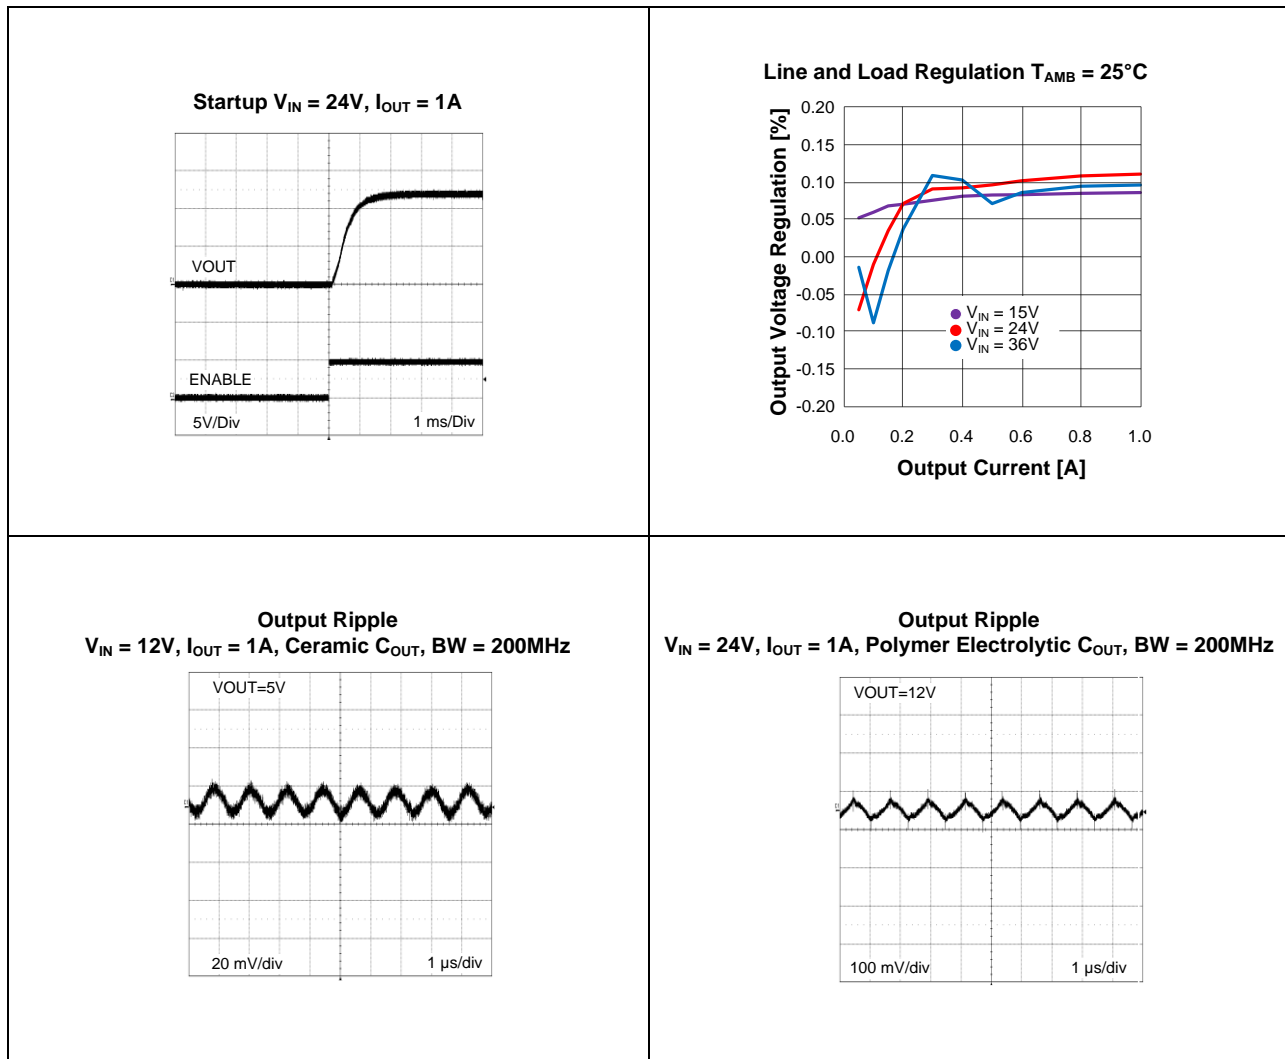 Startup VIN = 24V, IOUT = 1A
VOUT
ENABLE
5V/Div
1 ms/Div
Line and Load Regulation TAMB = 25°C
Output Voltage Regulation [%]
0.20
0.15
0.10
0.05
0.00
-0.05
-0.10
-0.15
-0.20
VIN = 15V
VIN = 24V
VIN = 36V
0.0 0.2 0.4 0.6 0.8 1.0
Output Current [A]
Output Ripple
VIN = 12V, IOUT = 1A, Ceramic COUT, BW = 200MHz
VOUT=5V
20 mV/div
1 µs/div
Output Ripple
VIN = 24V, IOUT = 1A, Polymer Electrolytic COUT, BW = 200MHz
VOUT=12V
100 mV/div
1 µs/div